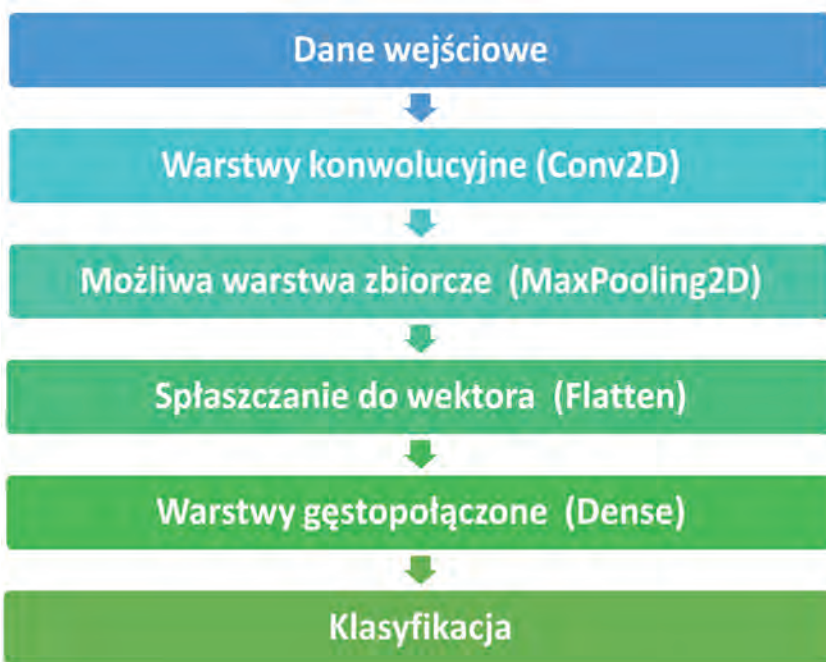 Dane wejściowe
Warstwy konwolucyjne (Conv2D)
Możliwa warstwa zbiorcze (MaxPooling2D)
Spłaszczanie do wektora (Flatten)
Warstwy gęstopołączone (Dense)
Klasyfikacja